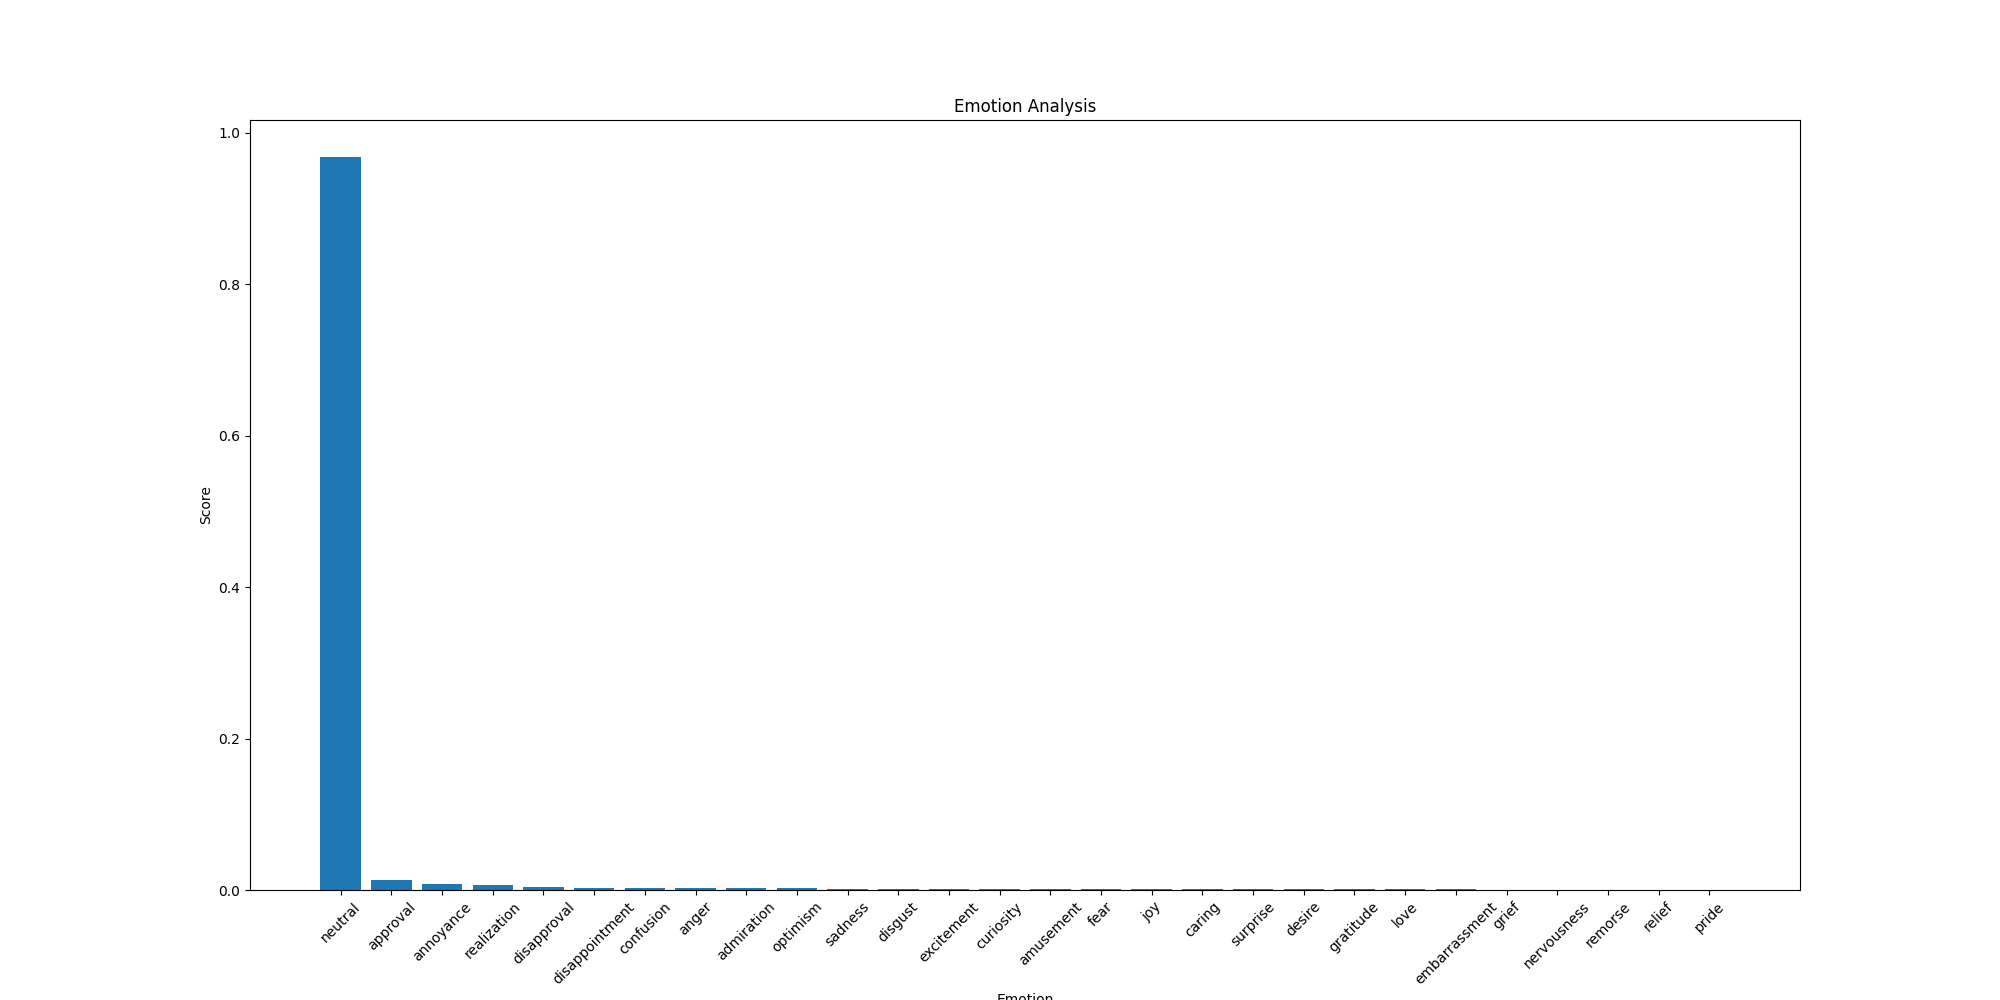 Emotion Analysis
1.0
0.8
0.6
0.4
0.2
0.0
Score
neutral
approval
annoyance
realization
disapproval
disappointment
confusion
anger
admiration
optimism
sadness
disgust
excitement
curiosity
amusement
fear
joy
caring
surprise
desire
gratitude
love
embarrassment
grief
nervousness
remorse
relief
pride
Emotion